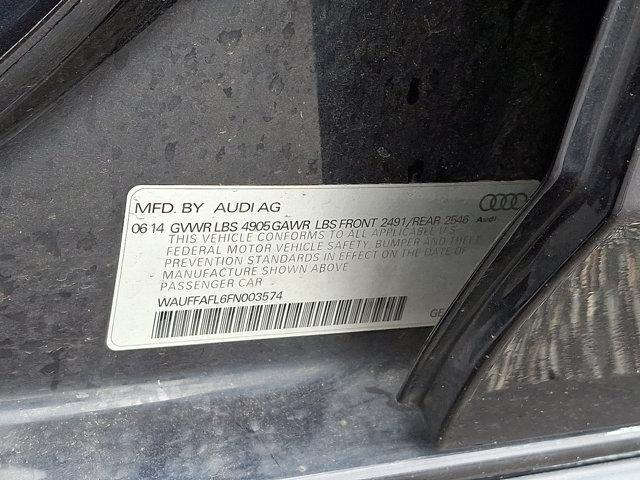 MFD. BY AUDI AG
06 14 GVWR LBS 4905 GAWR LBS FRONT 2491/REAR 2546 Audi
THIS VEHICLE CONFORMS TO ALL APPLICABLE U.S
FEDERAL MOTOR VEHICLE SAFETY, BUMPER AND THEFT
PREVENTION STANDARDS IN EFFECT ON THE DATE OF
MANUFACTURE SHOWN ABOVE
PASSENGER CAR
WAUFFAFL6FN003574
GE